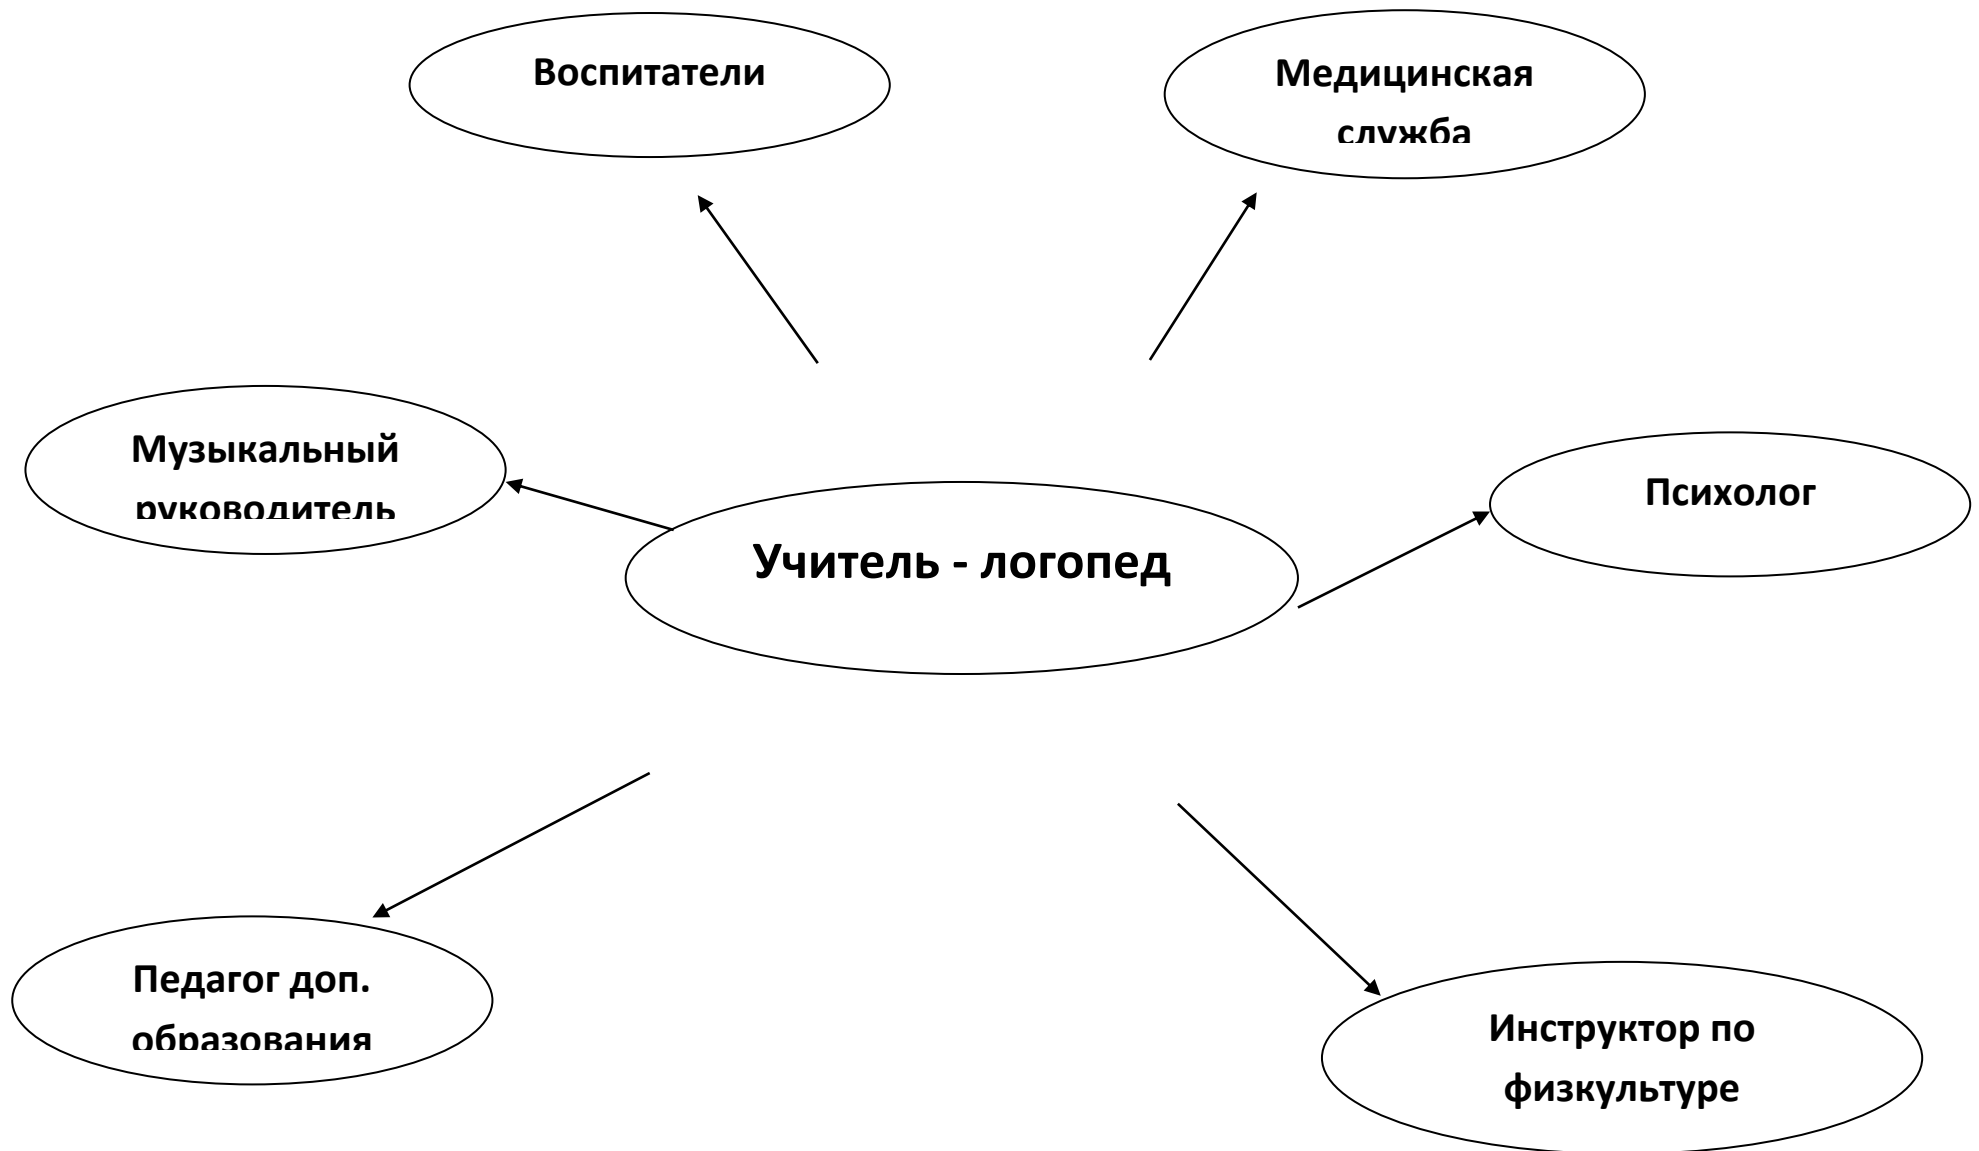 Воспитатели
Медицинская
служба
Музыкальный
руководитель
Психолог
Учитель - логопед
Педагог доп.
образования
Инструктор по
физкультуре